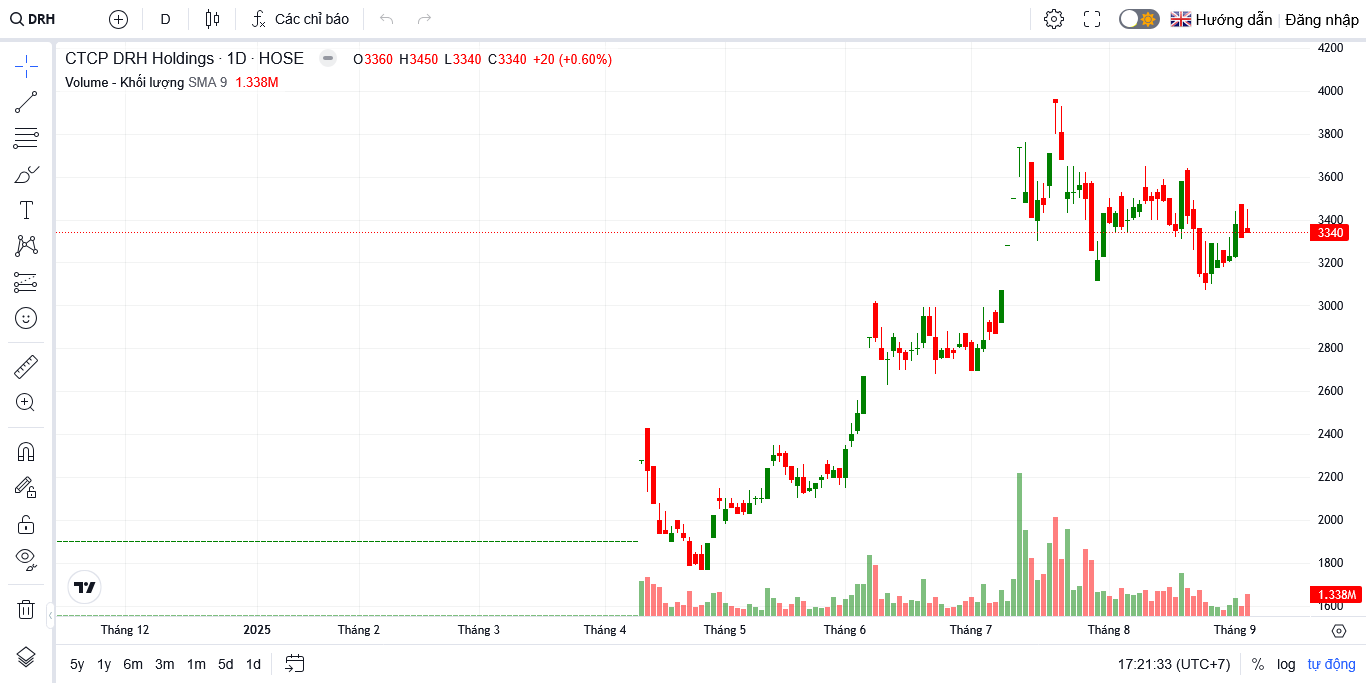 DRH D Các chỉ báo Hướng dẫn Đăng nhập
CTCP DRH Holdings · 1D · HOSE O3360 H3450 L3340 C3340 +20 (+0.60%)
Volume - Khối lượng SMA 9 1.338M
4200
4000
3800
3600
3400
3340
3200
3000
2800
2600
2400
2200
2000
1800
1.338M
1600
Tháng 12 2025 Tháng 2 Tháng 3 Tháng 4 Tháng 5 Tháng 6 Tháng 7 Tháng 8 Tháng 9
5y 1y 6m 3m 1m 5d 1d 17:21:33 (UTC+7) % log tự động